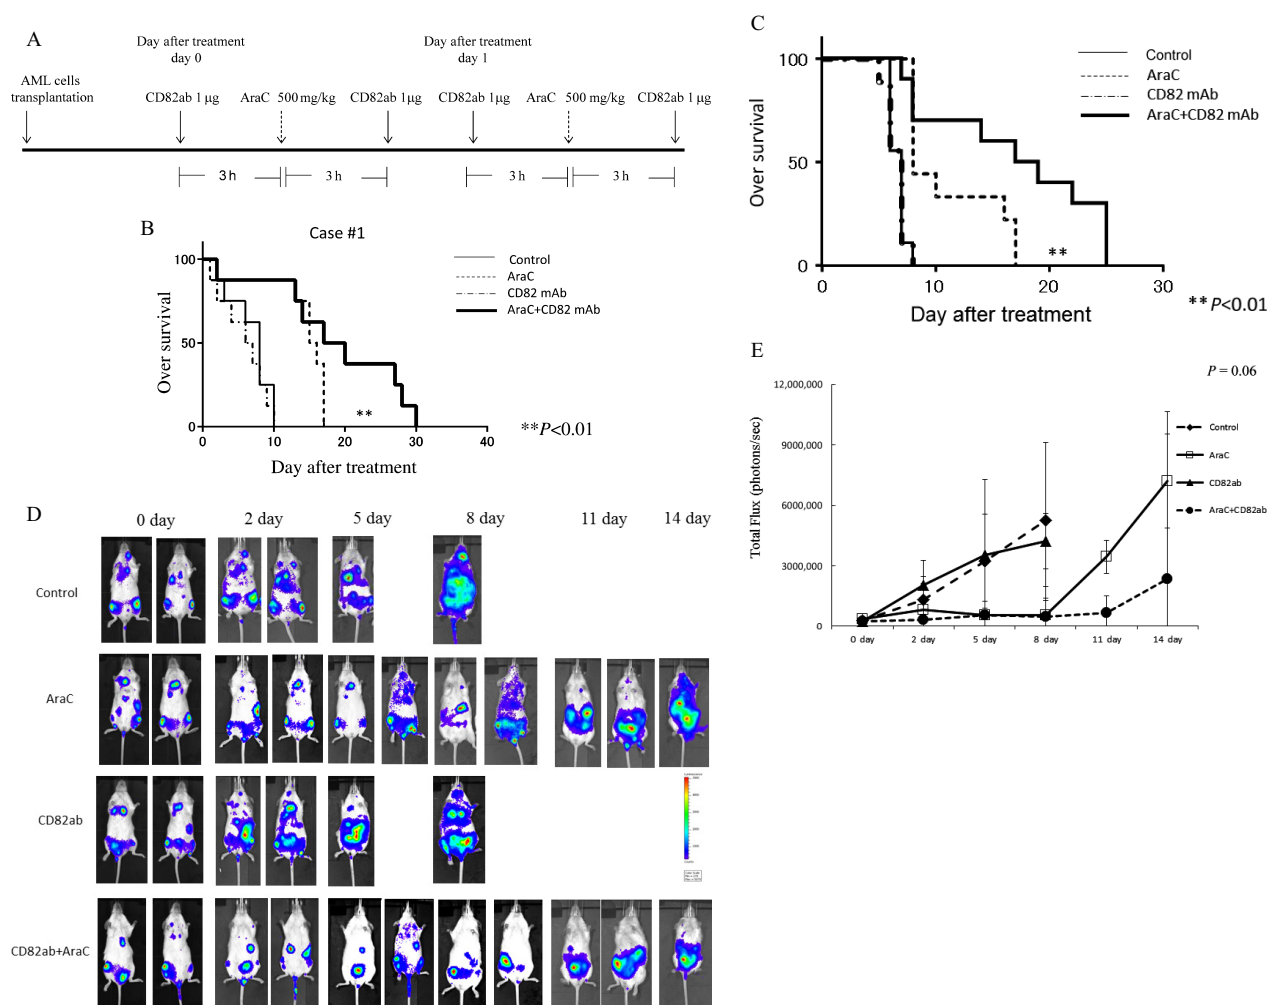 A
Day after treatment
day 0
Day after treatment
day 1
AML cells
transplantation
CD82ab 1 μg
AraC 500 mg/kg
CD82ab 1μg
CD82ab 1 μg
AraC 500 mg/kg
CD82ab 1 μg
3 h
3 h
3 h
3 h
B
Case #1
Over survival
100
50
0
0 10 20 30 40
Day after treatment
Control
AraC
CD82 mAb
AraC+CD82 mAb
**
**P<0.01
C
Over survival
100
50
0
0 10 20 30
Day after treatment
Control
AraC
CD82 mAb
AraC+CD82 mAb
**
**P<0.01
D
0 day 2 day 5 day 8 day 11 day 14 day
Control
AraC
CD82ab
CD82ab+AraC
E
P = 0.06
Total Flux (photons/sec)
12,000,000
9000,000
6000,000
3000,000
0
0 day 2 day 5 day 8 day 11 day 14 day
Control
AraC
CD82ab
AraC+CD82ab